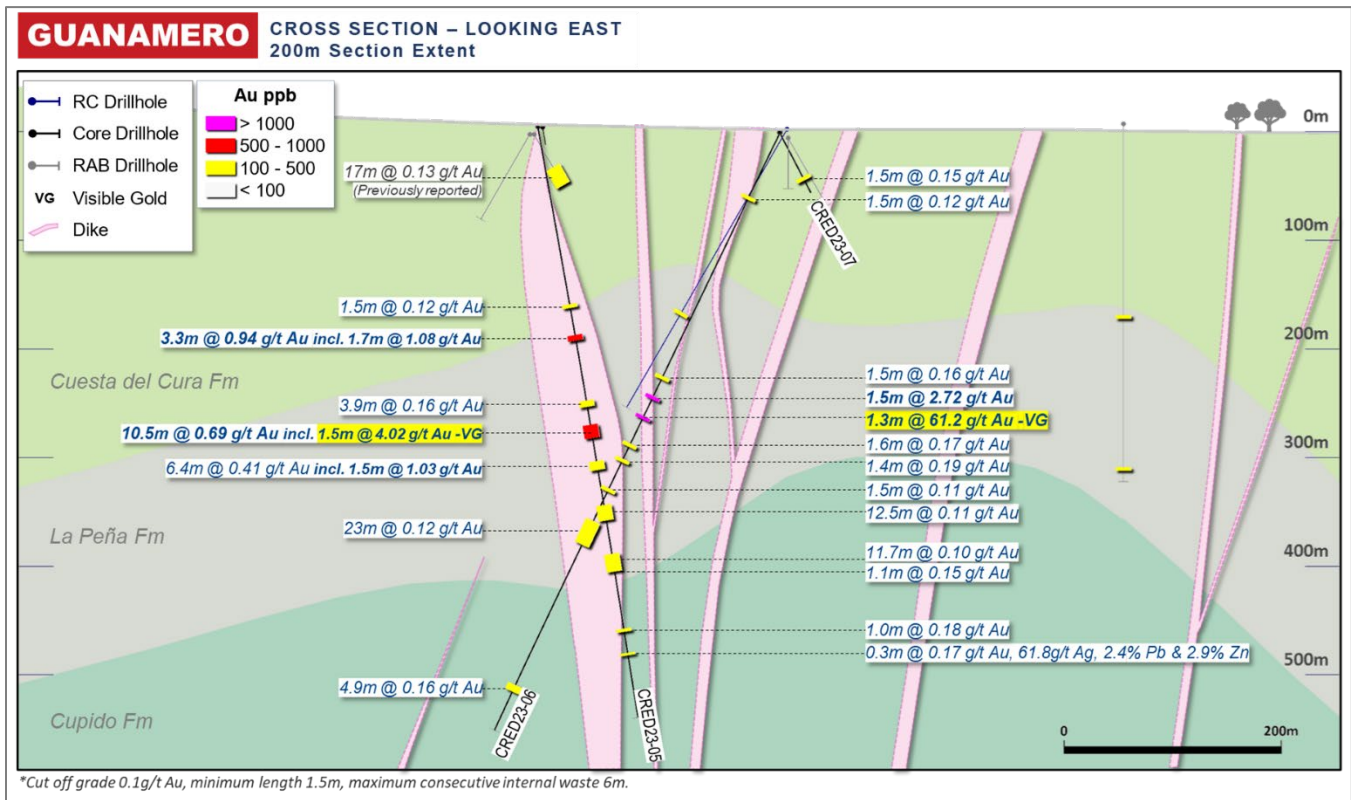 GUANAMERO
CROSS SECTION – LOOKING EAST
200m Section Extent
RC Drillhole
Core Drillhole
RAB Drillhole
VG Visible Gold
Dike
Au ppb
> 1000
500 - 1000
100 - 500
< 100
17m @ 0.13 g/t Au
(Previously reported)
1.5m @ 0.12 g/t Au
3.3m @ 0.94 g/t Au incl. 1.7m @ 1.08 g/t Au
Cuesta del Cura Fm
3.9m @ 0.16 g/t Au
10.5m @ 0.69 g/t Au incl. 1.5m @ 4.02 g/t Au -VG
6.4m @ 0.41 g/t Au incl. 1.5m @ 1.03 g/t Au
La Peña Fm
23m @ 0.12 g/t Au
4.9m @ 0.16 g/t Au
Cupido Fm
CRED23-06
CRED23-05
CRED23-07
1.5m @ 0.15 g/t Au
1.5m @ 0.12 g/t Au
1.5m @ 0.16 g/t Au
1.5m @ 2.72 g/t Au
1.3m @ 61.2 g/t Au -VG
1.6m @ 0.17 g/t Au
1.4m @ 0.19 g/t Au
1.5m @ 0.11 g/t Au
12.5m @ 0.11 g/t Au
11.7m @ 0.10 g/t Au
1.1m @ 0.15 g/t Au
1.0m @ 0.18 g/t Au
0.3m @ 0.17 g/t Au, 61.8g/t Ag, 2.4% Pb & 2.9% Zn
0m
100m
200m
300m
400m
500m
0 200m
*Cut off grade 0.1g/t Au, minimum length 1.5m, maximum consecutive internal waste 6m.